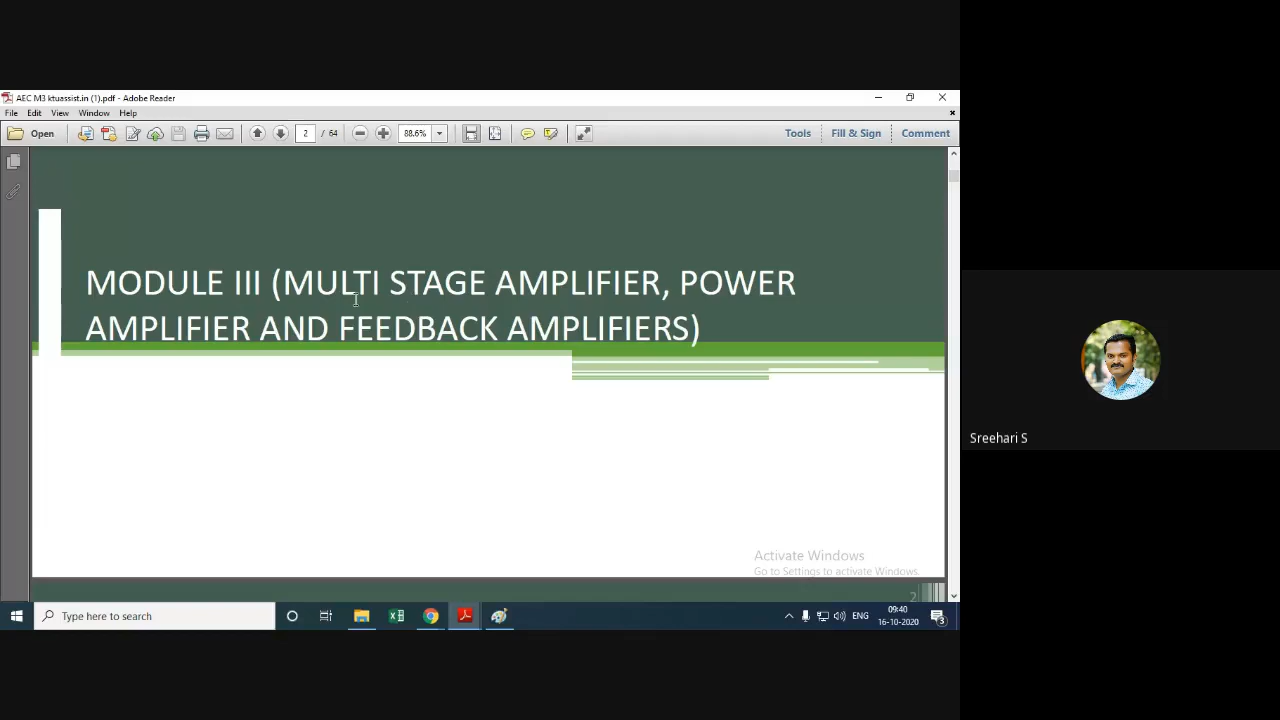 AEC M3 ktuassist.in (1).pdf - Adobe Reader
File Edit View Window Help
Open 2 / 64 88.6% Tools Fill & Sign Comment
MODULE III (MULTI STAGE AMPLIFIER, POWER
AMPLIFIER AND FEEDBACK AMPLIFIERS)
Sreehari S
Activate Windows
Go to Settings to activate Windows.
2
Type here to search
ENG
09:40
16-10-2020
3